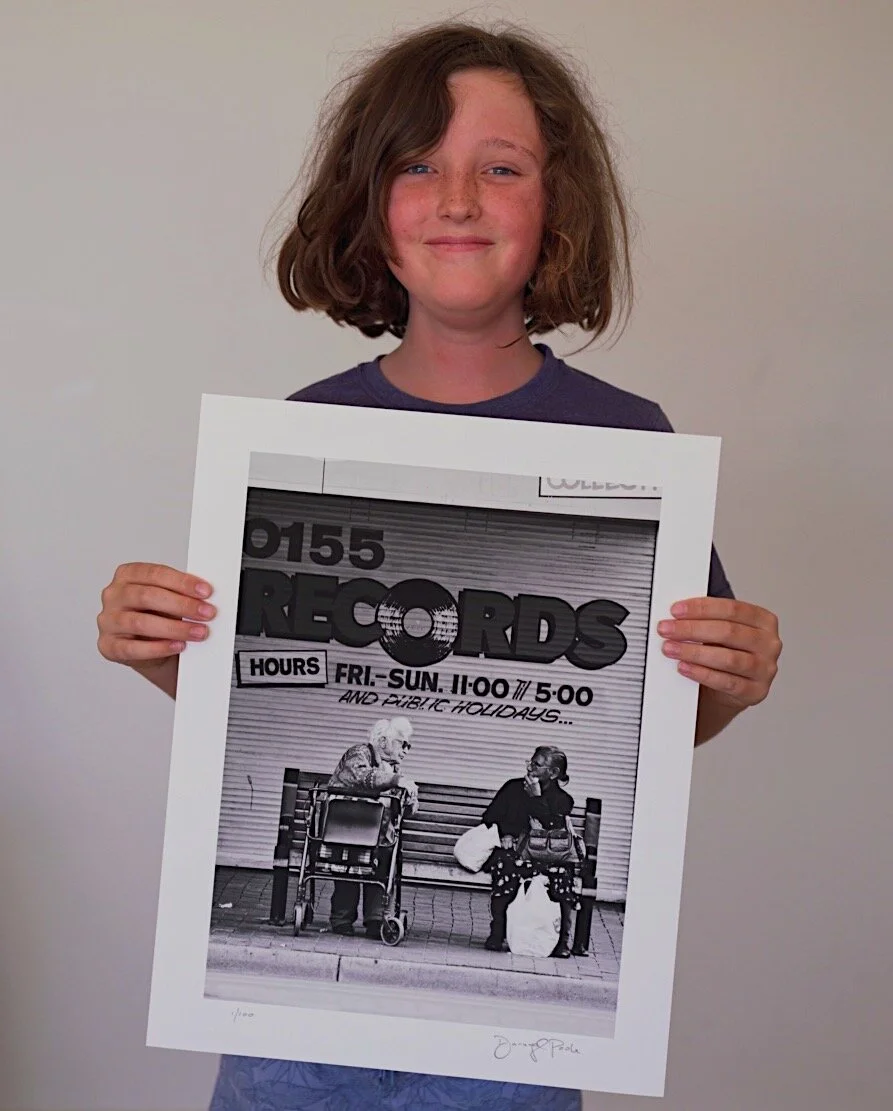 0155
RECORDS
HOURS
FRI.-SUN. 11·00 Til 5·00
AND PUBLIC HOLIDAYS...
1/100